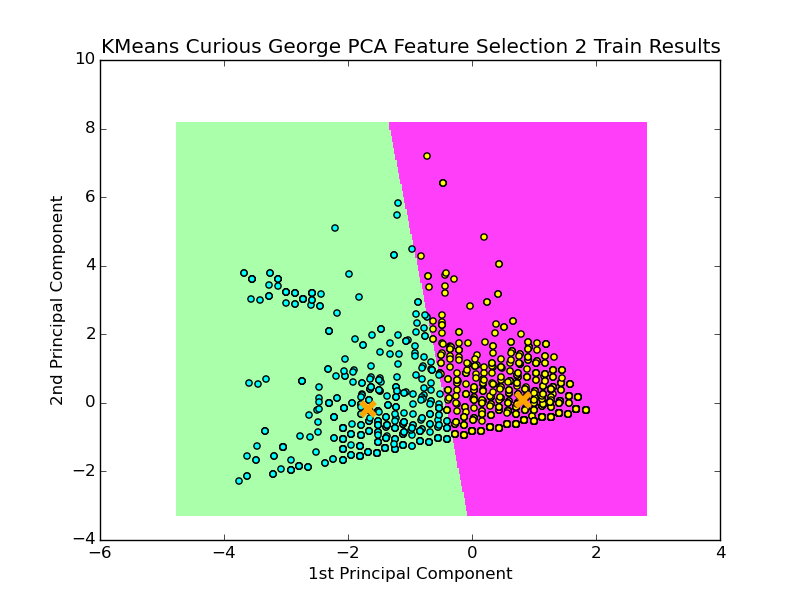 KMeans Curious George PCA Feature Selection 2 Train Results
10
8
6
4
2
0
−2
−4
2nd Principal Component
−6 −4 −2 0 2 4
1st Principal Component